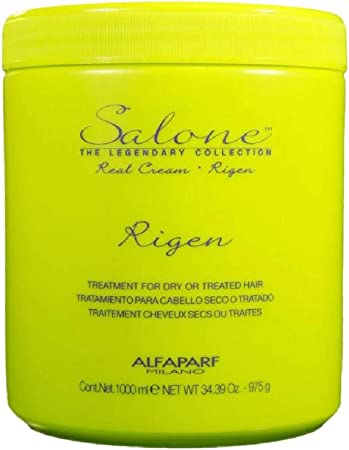 Salone™
THE LEGENDARY COLLECTION
Real Cream · Rigen
Rigen
TREATMENT FOR DRY OR TREATED HAIR
TRATAMIENTO PARA CABELLO SECO O TRATADO
TRAITEMENT CHEVEUX SECS OU TRAITES
ALFAPARF
MILANO
Cont.Net.1000 ml ℮ NET WT 34.39 Oz. - 975 g